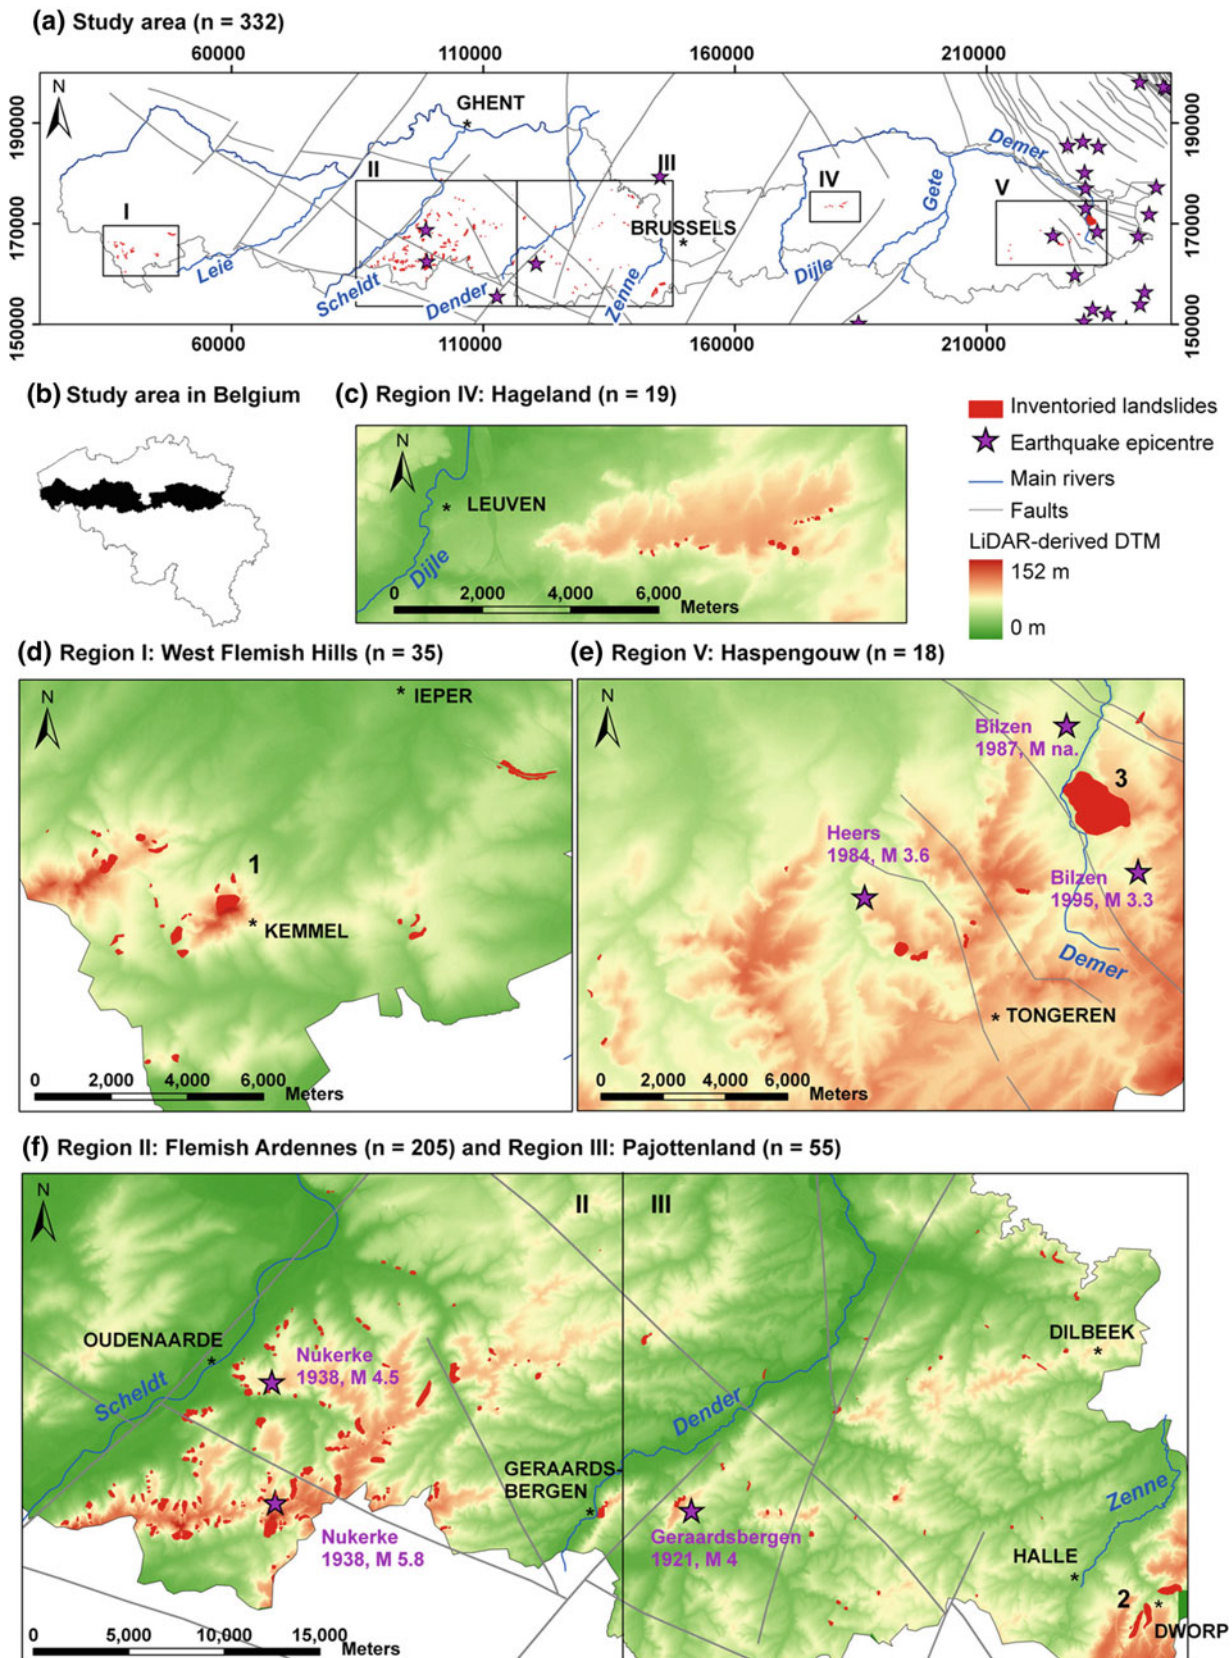 (a) Study area (n = 332)
60000 110000 160000 210000
N
190000
170000
150000
190000
170000
150000
GHENT
II
III
I
IV
V
BRUSSELS
Leie
Scheldt
Dender
Zenne
Dijle
Gete
Demer
60000 110000 160000 210000
(b) Study area in Belgium
(c) Region IV: Hageland (n = 19)
N
* LEUVEN
Dijle
0 2,000 4,000 6,000 Meters
Inventoried landslides
Earthquake epicentre
Main rivers
Faults
LiDAR-derived DTM
152 m
0 m
(d) Region I: West Flemish Hills (n = 35)
N
* IEPER
1
* KEMMEL
0 2,000 4,000 6,000
Meters
(e) Region V: Haspengouw (n = 18)
N
Bilzen
1987, M na.
3
Heers
1984, M 3.6
Bilzen
1995, M 3.3
Demer
* TONGEREN
0 2,000 4,000 6,000
Meters
(f) Region II: Flemish Ardennes (n = 205) and Region III: Pajottenland (n = 55)
N
II
III
OUDENAARDE
*
Scheldt
Nukerke
1938, M 4.5
DILBEEK
*
Dender
GERAARDS-
BERGEN
*
Zenne
Nukerke
1938, M 5.8
Geraardsbergen
1921, M 4
HALLE
*
2
*
DWORP
0 5,000 10,000 15,000
Meters